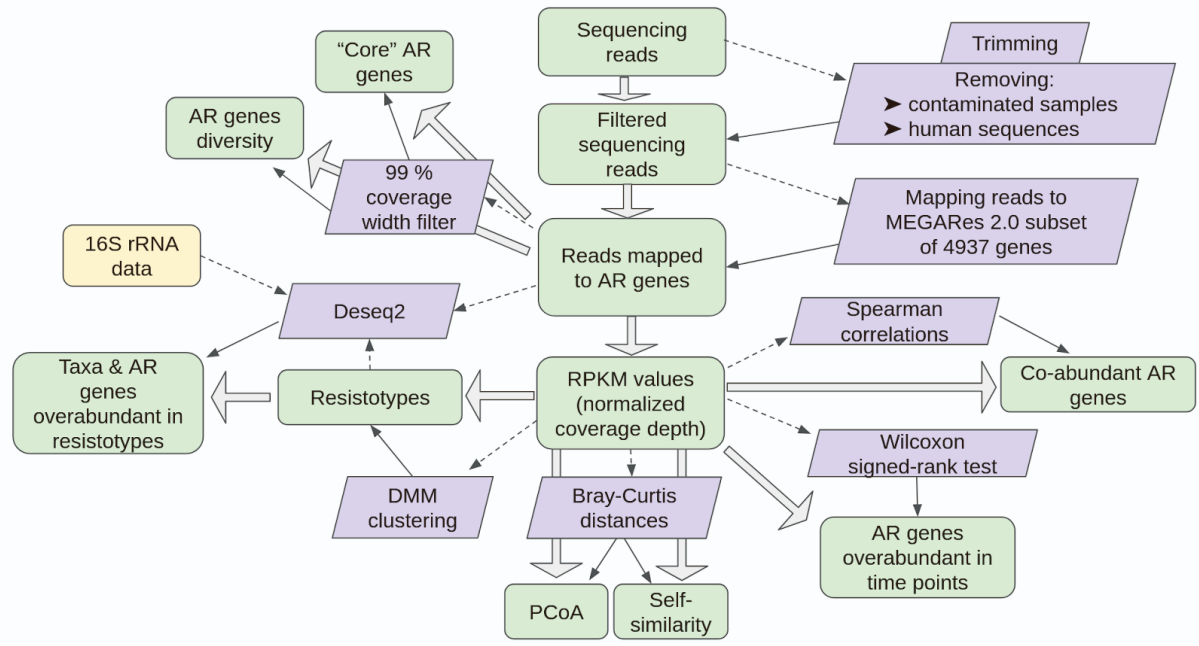 Sequencing
reads
Trimming
Removing:
➤ contaminated samples
➤ human sequences
“Core” AR
genes
AR genes
diversity
Filtered
sequencing
reads
99 %
coverage
width filter
Mapping reads to
MEGARes 2.0 subset
of 4937 genes
16S rRNA
data
Reads mapped
to AR genes
Deseq2
Spearman
correlations
Taxa & AR
genes
overabundant in
resistotypes
Resistotypes
RPKM values
(normalized
coverage depth)
Co-abundant AR
genes
Wilcoxon
signed-rank test
DMM
clustering
Bray-Curtis
distances
AR genes
overabundant in
time points
PCoA
Self-
similarity